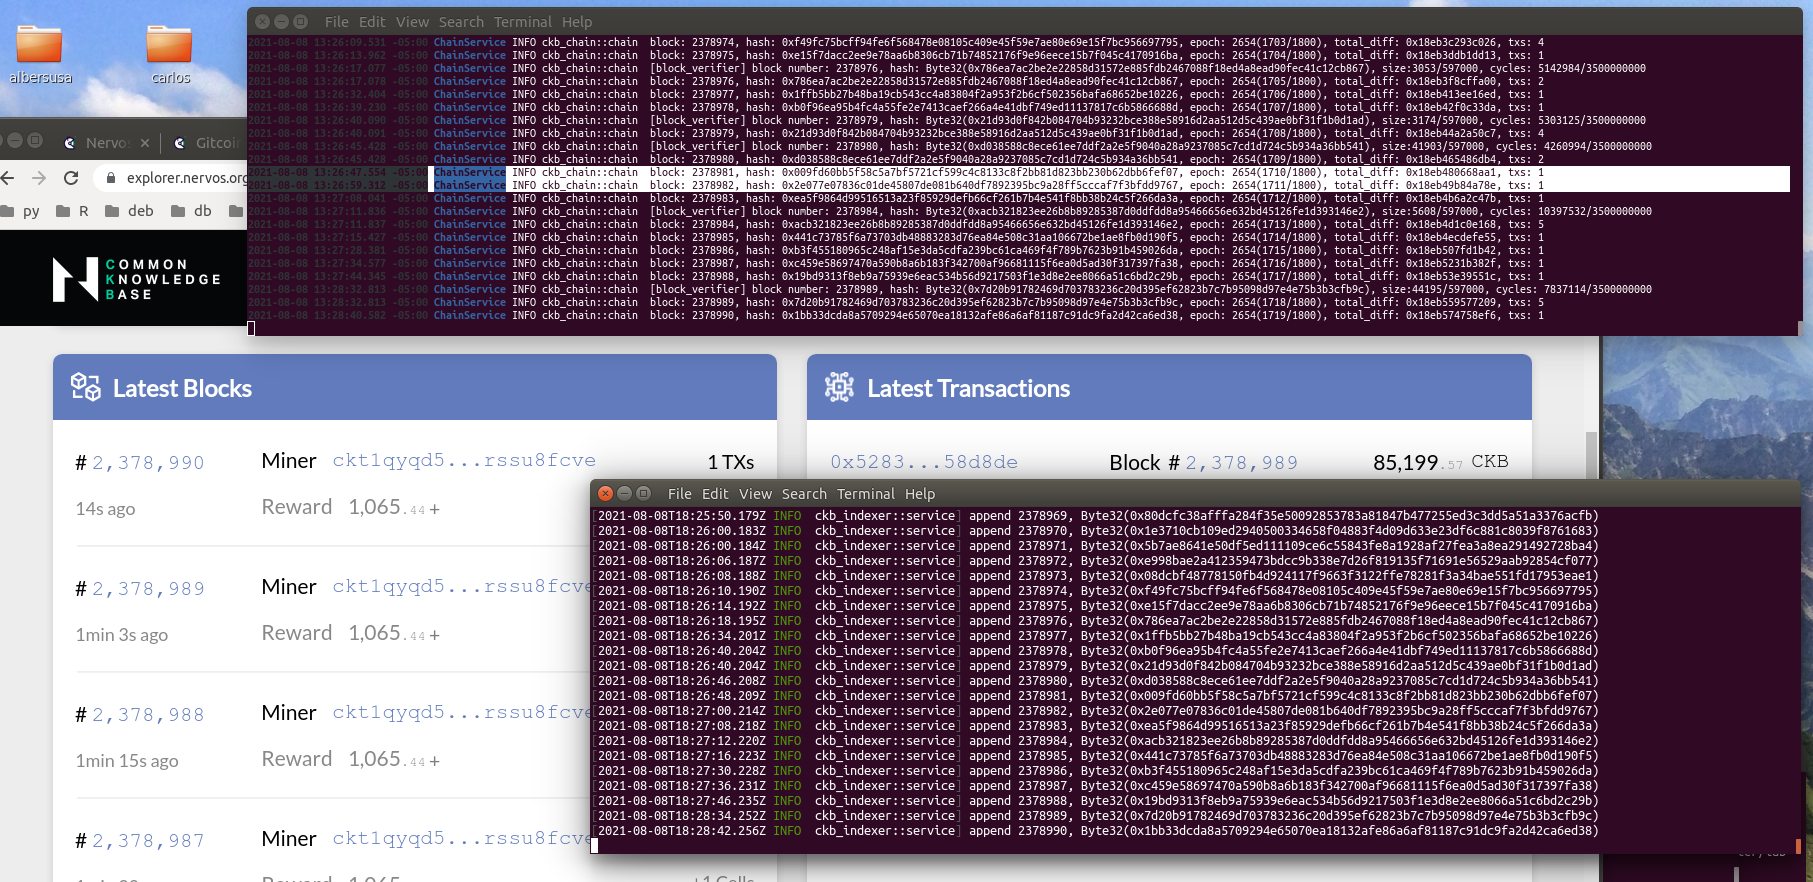 albersusa
carlos
File Edit View Search Terminal Help
2021-08-08 13:26:09.531 -05:00 ChainService INFO ckb_chain::chain block: 2378974, hash: 0xf49fc75bcff94fe6f568478e08105c409e45f59e7ae80e69e15f7bc956697795, epoch: 2654(1703/1800), total_diff: 0x18eb3c293c026, txs: 4
2021-08-08 13:26:13.962 -05:00 ChainService INFO ckb_chain::chain block: 2378975, hash: 0xe15f7dacc2ee9e78aa6b8306cb71b74852176f9e96eece15b7f045c4170916ba, epoch: 2654(1704/1800), total_diff: 0x18eb3ddb1dd13, txs: 1
2021-08-08 13:26:17.077 -05:00 ChainService INFO ckb_chain::chain [block_verifier] block number: 2378976, hash: Byte32(0x786ea7ac2be2e22858d31572e885fdb2467088f18ed4a8ead90fec41c12cb867), size:3053/597000, cycles: 5142984/3500000000
2021-08-08 13:26:17.078 -05:00 ChainService INFO ckb_chain::chain block: 2378976, hash: 0x786ea7ac2be2e22858d31572e885fdb2467088f18ed4a8ead90fec41c12cb867, epoch: 2654(1705/1800), total_diff: 0x18eb3f8cffa00, txs: 2
2021-08-08 13:26:32.404 -05:00 ChainService INFO ckb_chain::chain block: 2378977, hash: 0x1ffb5bb27b48ba19cb543cc4a83804f2a953f2b6cf502356bafa68652be10226, epoch: 2654(1706/1800), total_diff: 0x18eb413ee16ed, txs: 1
2021-08-08 13:26:39.230 -05:00 ChainService INFO ckb_chain::chain block: 2378978, hash: 0xb0f96ea95b4fc4a55fe2e7413caef266a4e41dbf749ed11137817c6b5866688d, epoch: 2654(1707/1800), total_diff: 0x18eb42f0c33da, txs: 1
2021-08-08 13:26:40.090 -05:00 ChainService INFO ckb_chain::chain [block_verifier] block number: 2378979, hash: Byte32(0x21d93d0f842b084704b93232bce388e58916d2aa512d5c439ae0bf31f1b0d1ad), size:3174/597000, cycles: 5303125/3500000000
2021-08-08 13:26:40.091 -05:00 ChainService INFO ckb_chain::chain block: 2378979, hash: 0x21d93d0f842b084704b93232bce388e58916d2aa512d5c439ae0bf31f1b0d1ad, epoch: 2654(1708/1800), total_diff: 0x18eb44a2a50c7, txs: 4
2021-08-08 13:26:45.428 -05:00 ChainService INFO ckb_chain::chain [block_verifier] block number: 2378980, hash: Byte32(0xd038588c8ece61ee7ddf2a2e5f9040a28a9237085c7cd1d724c5b934a36bb541), size:41903/597000, cycles: 4260994/3500000000
2021-08-08 13:26:45.428 -05:00 ChainService INFO ckb_chain::chain block: 2378980, hash: 0xd038588c8ece61ee7ddf2a2e5f9040a28a9237085c7cd1d724c5b934a36bb541, epoch: 2654(1709/1800), total_diff: 0x18eb465486db4, txs: 2
2021-08-08 13:26:47.554 -05:00 ChainService INFO ckb_chain::chain block: 2378981, hash: 0x009fd60bb5f58c5a7bf5721cf599c4c8133c8f2bb81d823bb230b62dbb6fef07, epoch: 2654(1710/1800), total_diff: 0x18eb480668aa1, txs: 1
2021-08-08 13:26:59.312 -05:00 ChainService INFO ckb_chain::chain block: 2378982, hash: 0x2e077e07836c01de45807de081b640df7892395bc9a28ff5cccaf7f3bfdd9767, epoch: 2654(1711/1800), total_diff: 0x18eb49b84a78e, txs: 1
2021-08-08 13:27:08.041 -05:00 ChainService INFO ckb_chain::chain block: 2378983, hash: 0xea5f9864d99516513a23f85929defb66cf261b7b4e541f8bb38b24c5f266da3a, epoch: 2654(1712/1800), total_diff: 0x18eb4b6a2c47b, txs: 1
2021-08-08 13:27:11.836 -05:00 ChainService INFO ckb_chain::chain [block_verifier] block number: 2378984, hash: Byte32(0xacb321823ee26b8b89285387d0ddfdd8a95466656e632bd45126fe1d393146e2), size:5608/597000, cycles: 10397532/3500000000
2021-08-08 13:27:11.837 -05:00 ChainService INFO ckb_chain::chain block: 2378984, hash: 0xacb321823ee26b8b89285387d0ddfdd8a95466656e632bd45126fe1d393146e2, epoch: 2654(1713/1800), total_diff: 0x18eb4d1c0e168, txs: 5
2021-08-08 13:27:15.427 -05:00 ChainService INFO ckb_chain::chain block: 2378985, hash: 0x441c73785f6a73703db48883283d76ea84e508c31aa106672be1ae8fb0d190f5, epoch: 2654(1714/1800), total_diff: 0x18eb4ecdefe55, txs: 1
2021-08-08 13:27:28.381 -05:00 ChainService INFO ckb_chain::chain block: 2378986, hash: 0xb3f455180965c248af15e3da5cdfa239bc61ca469f4f789b7623b91b459026da, epoch: 2654(1715/1800), total_diff: 0x18eb507fd1b42, txs: 1
2021-08-08 13:27:34.577 -05:00 ChainService INFO ckb_chain::chain block: 2378987, hash: 0xc459e58697470a590b8a6b183f342700af96681115f6ea0d5ad30f317397fa38, epoch: 2654(1716/1800), total_diff: 0x18eb5231b382f, txs: 1
2021-08-08 13:27:44.345 -05:00 ChainService INFO ckb_chain::chain block: 2378988, hash: 0x19bd9313f8eb9a75939e6eac534b56d9217503f1e3d8e2ee8066a51c6bd2c29b, epoch: 2654(1717/1800), total_diff: 0x18eb53e39551c, txs: 1
2021-08-08 13:28:32.813 -05:00 ChainService INFO ckb_chain::chain [block_verifier] block number: 2378989, hash: Byte32(0x7d20b91782469d703783236c20d395ef62823b7c7b95098d97e4e75b3b3cfb9c), size:44195/597000, cycles: 7837114/3500000000
2021-08-08 13:28:32.813 -05:00 ChainService INFO ckb_chain::chain block: 2378989, hash: 0x7d20b91782469d703783236c20d395ef62823b7c7b95098d97e4e75b3b3cfb9c, epoch: 2654(1718/1800), total_diff: 0x18eb559577209, txs: 5
2021-08-08 13:28:40.582 -05:00 ChainService INFO ckb_chain::chain block: 2378990, hash: 0x1bb33dcda8a5709294e65070ea18132afe86a6af81187c91dc9fa2d42ca6ed38, epoch: 2654(1719/1800), total_diff: 0x18eb574758ef6, txs: 1
Nervos Gitcoin
explorer.nervos.org
py R deb db
COMMON
KNOWLEDGE
BASE
Latest Blocks
# 2,378,990 Miner ckt1qyqd5...rssu8fcve 1 TXs
14s ago Reward 1,065.44 +
# 2,378,989 Miner ckt1qyqd5...rssu8fcve
1min 3s ago Reward 1,065.44 +
# 2,378,988 Miner ckt1qyqd5...rssu8fcve
1min 15s ago Reward 1,065.44 +
# 2,378,987 Miner ckt1qyqd5...rssu8fcve
Latest Transactions
0x5283...58d8de Block # 2,378,989 85,199.57 CKB
File Edit View Search Terminal Help
[2021-08-08T18:25:50.179Z INFO ckb_indexer::service] append 2378969, Byte32(0x80dcfc38afffa284f35e50092853783a81847b477255ed3c3dd5a51a3376acfb)
[2021-08-08T18:26:00.183Z INFO ckb_indexer::service] append 2378970, Byte32(0x1e3710cb109ed2940500334658f04883f4d09d633e23df6c881c8039f8761683)
[2021-08-08T18:26:00.184Z INFO ckb_indexer::service] append 2378971, Byte32(0x5b7ae8641e50df5ed111109ce6c55843fe8a1928af27fea3a8ea291492728ba4)
[2021-08-08T18:26:06.187Z INFO ckb_indexer::service] append 2378972, Byte32(0xe998bae2a412359473bdcc9b338e7d26f819135f71691e56529aab92854cf077)
[2021-08-08T18:26:08.188Z INFO ckb_indexer::service] append 2378973, Byte32(0x08dcbf48778150fb4d924117f9663f3122ffe78281f3a34bae551fd17953eae1)
[2021-08-08T18:26:10.190Z INFO ckb_indexer::service] append 2378974, Byte32(0xf49fc75bcff94fe6f568478e08105c409e45f59e7ae80e69e15f7bc956697795)
[2021-08-08T18:26:14.192Z INFO ckb_indexer::service] append 2378975, Byte32(0xe15f7dacc2ee9e78aa6b8306cb71b74852176f9e96eece15b7f045c4170916ba)
[2021-08-08T18:26:18.195Z INFO ckb_indexer::service] append 2378976, Byte32(0x786ea7ac2be2e22858d31572e885fdb2467088f18ed4a8ead90fec41c12cb867)
[2021-08-08T18:26:34.201Z INFO ckb_indexer::service] append 2378977, Byte32(0x1ffb5bb27b48ba19cb543cc4a83804f2a953f2b6cf502356bafa68652be10226)
[2021-08-08T18:26:40.204Z INFO ckb_indexer::service] append 2378978, Byte32(0xb0f96ea95b4fc4a55fe2e7413caef266a4e41dbf749ed11137817c6b5866688d)
[2021-08-08T18:26:40.204Z INFO ckb_indexer::service] append 2378979, Byte32(0x21d93d0f842b084704b93232bce388e58916d2aa512d5c439ae0bf31f1b0d1ad)
[2021-08-08T18:26:46.208Z INFO ckb_indexer::service] append 2378980, Byte32(0xd038588c8ece61ee7ddf2a2e5f9040a28a9237085c7cd1d724c5b934a36bb541)
[2021-08-08T18:26:48.209Z INFO ckb_indexer::service] append 2378981, Byte32(0x009fd60bb5f58c5a7bf5721cf599c4c8133c8f2bb81d823bb230b62dbb6fef07)
[2021-08-08T18:27:00.214Z INFO ckb_indexer::service] append 2378982, Byte32(0x2e077e07836c01de45807de081b640df7892395bc9a28ff5cccaf7f3bfdd9767)
[2021-08-08T18:27:08.218Z INFO ckb_indexer::service] append 2378983, Byte32(0xea5f9864d99516513a23f85929defb66cf261b7b4e541f8bb38b24c5f266da3a)
[2021-08-08T18:27:12.220Z INFO ckb_indexer::service] append 2378984, Byte32(0xacb321823ee26b8b89285387d0ddfdd8a95466656e632bd45126fe1d393146e2)
[2021-08-08T18:27:16.223Z INFO ckb_indexer::service] append 2378985, Byte32(0x441c73785f6a73703db48883283d76ea84e508c31aa106672be1ae8fb0d190f5)
[2021-08-08T18:27:30.228Z INFO ckb_indexer::service] append 2378986, Byte32(0xb3f455180965c248af15e3da5cdfa239bc61ca469f4f789b7623b91b459026da)
[2021-08-08T18:27:36.231Z INFO ckb_indexer::service] append 2378987, Byte32(0xc459e58697470a590b8a6b183f342700af96681115f6ea0d5ad30f317397fa38)
[2021-08-08T18:27:46.235Z INFO ckb_indexer::service] append 2378988, Byte32(0x19bd9313f8eb9a75939e6eac534b56d9217503f1e3d8e2ee8066a51c6bd2c29b)
[2021-08-08T18:28:34.252Z INFO ckb_indexer::service] append 2378989, Byte32(0x7d20b91782469d703783236c20d395ef62823b7c7b95098d97e4e75b3b3cfb9c)
[2021-08-08T18:28:42.256Z INFO ckb_indexer::service] append 2378990, Byte32(0x1bb33dcda8a5709294e65070ea18132afe86a6af81187c91dc9fa2d42ca6ed38)